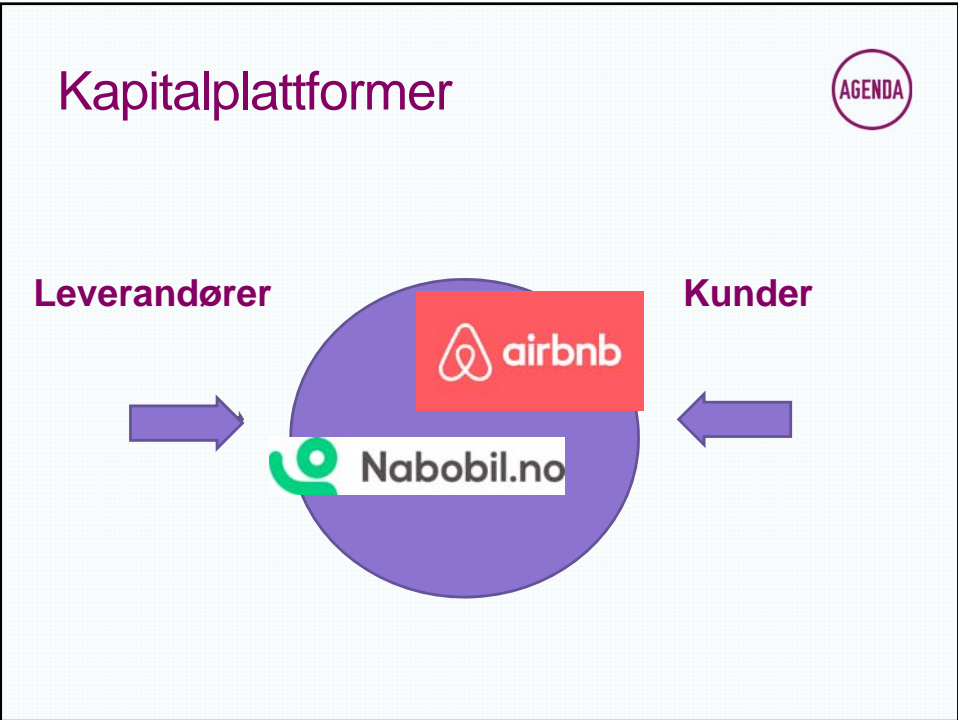 Kapitalplattformer
AGENDA
Leverandører
Kunder
airbnb
Nabobil.no